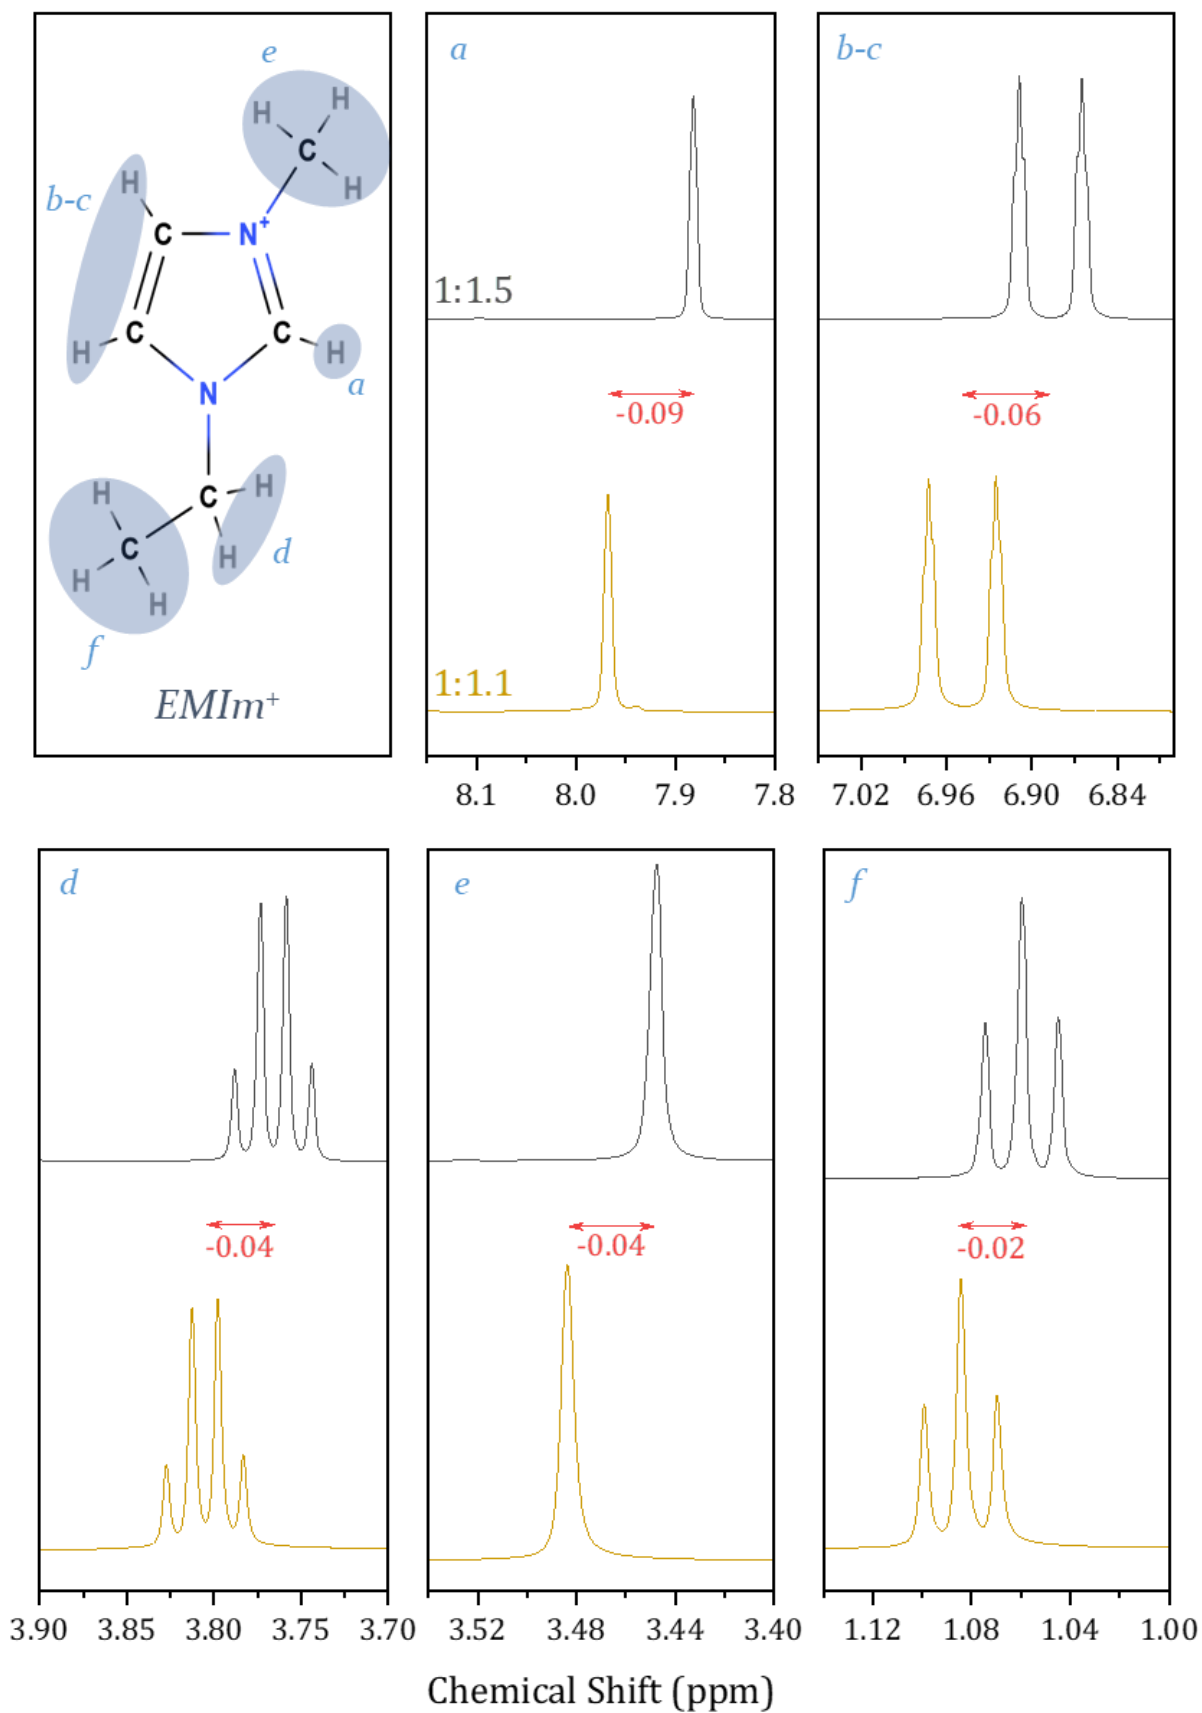 e
H H
C
H
b-c
H
C N+
C C H
H
a
N
H C H
C H d
H
H
f
EMIm+
a
1:1.5
-0.09
1:1.1
8.1 8.0 7.9 7.8
b-c
-0.06
7.02 6.96 6.90 6.84
d
-0.04
3.90 3.85 3.80 3.75 3.70
e
-0.04
3.52 3.48 3.44 3.40
f
-0.02
1.12 1.08 1.04 1.00
Chemical Shift (ppm)